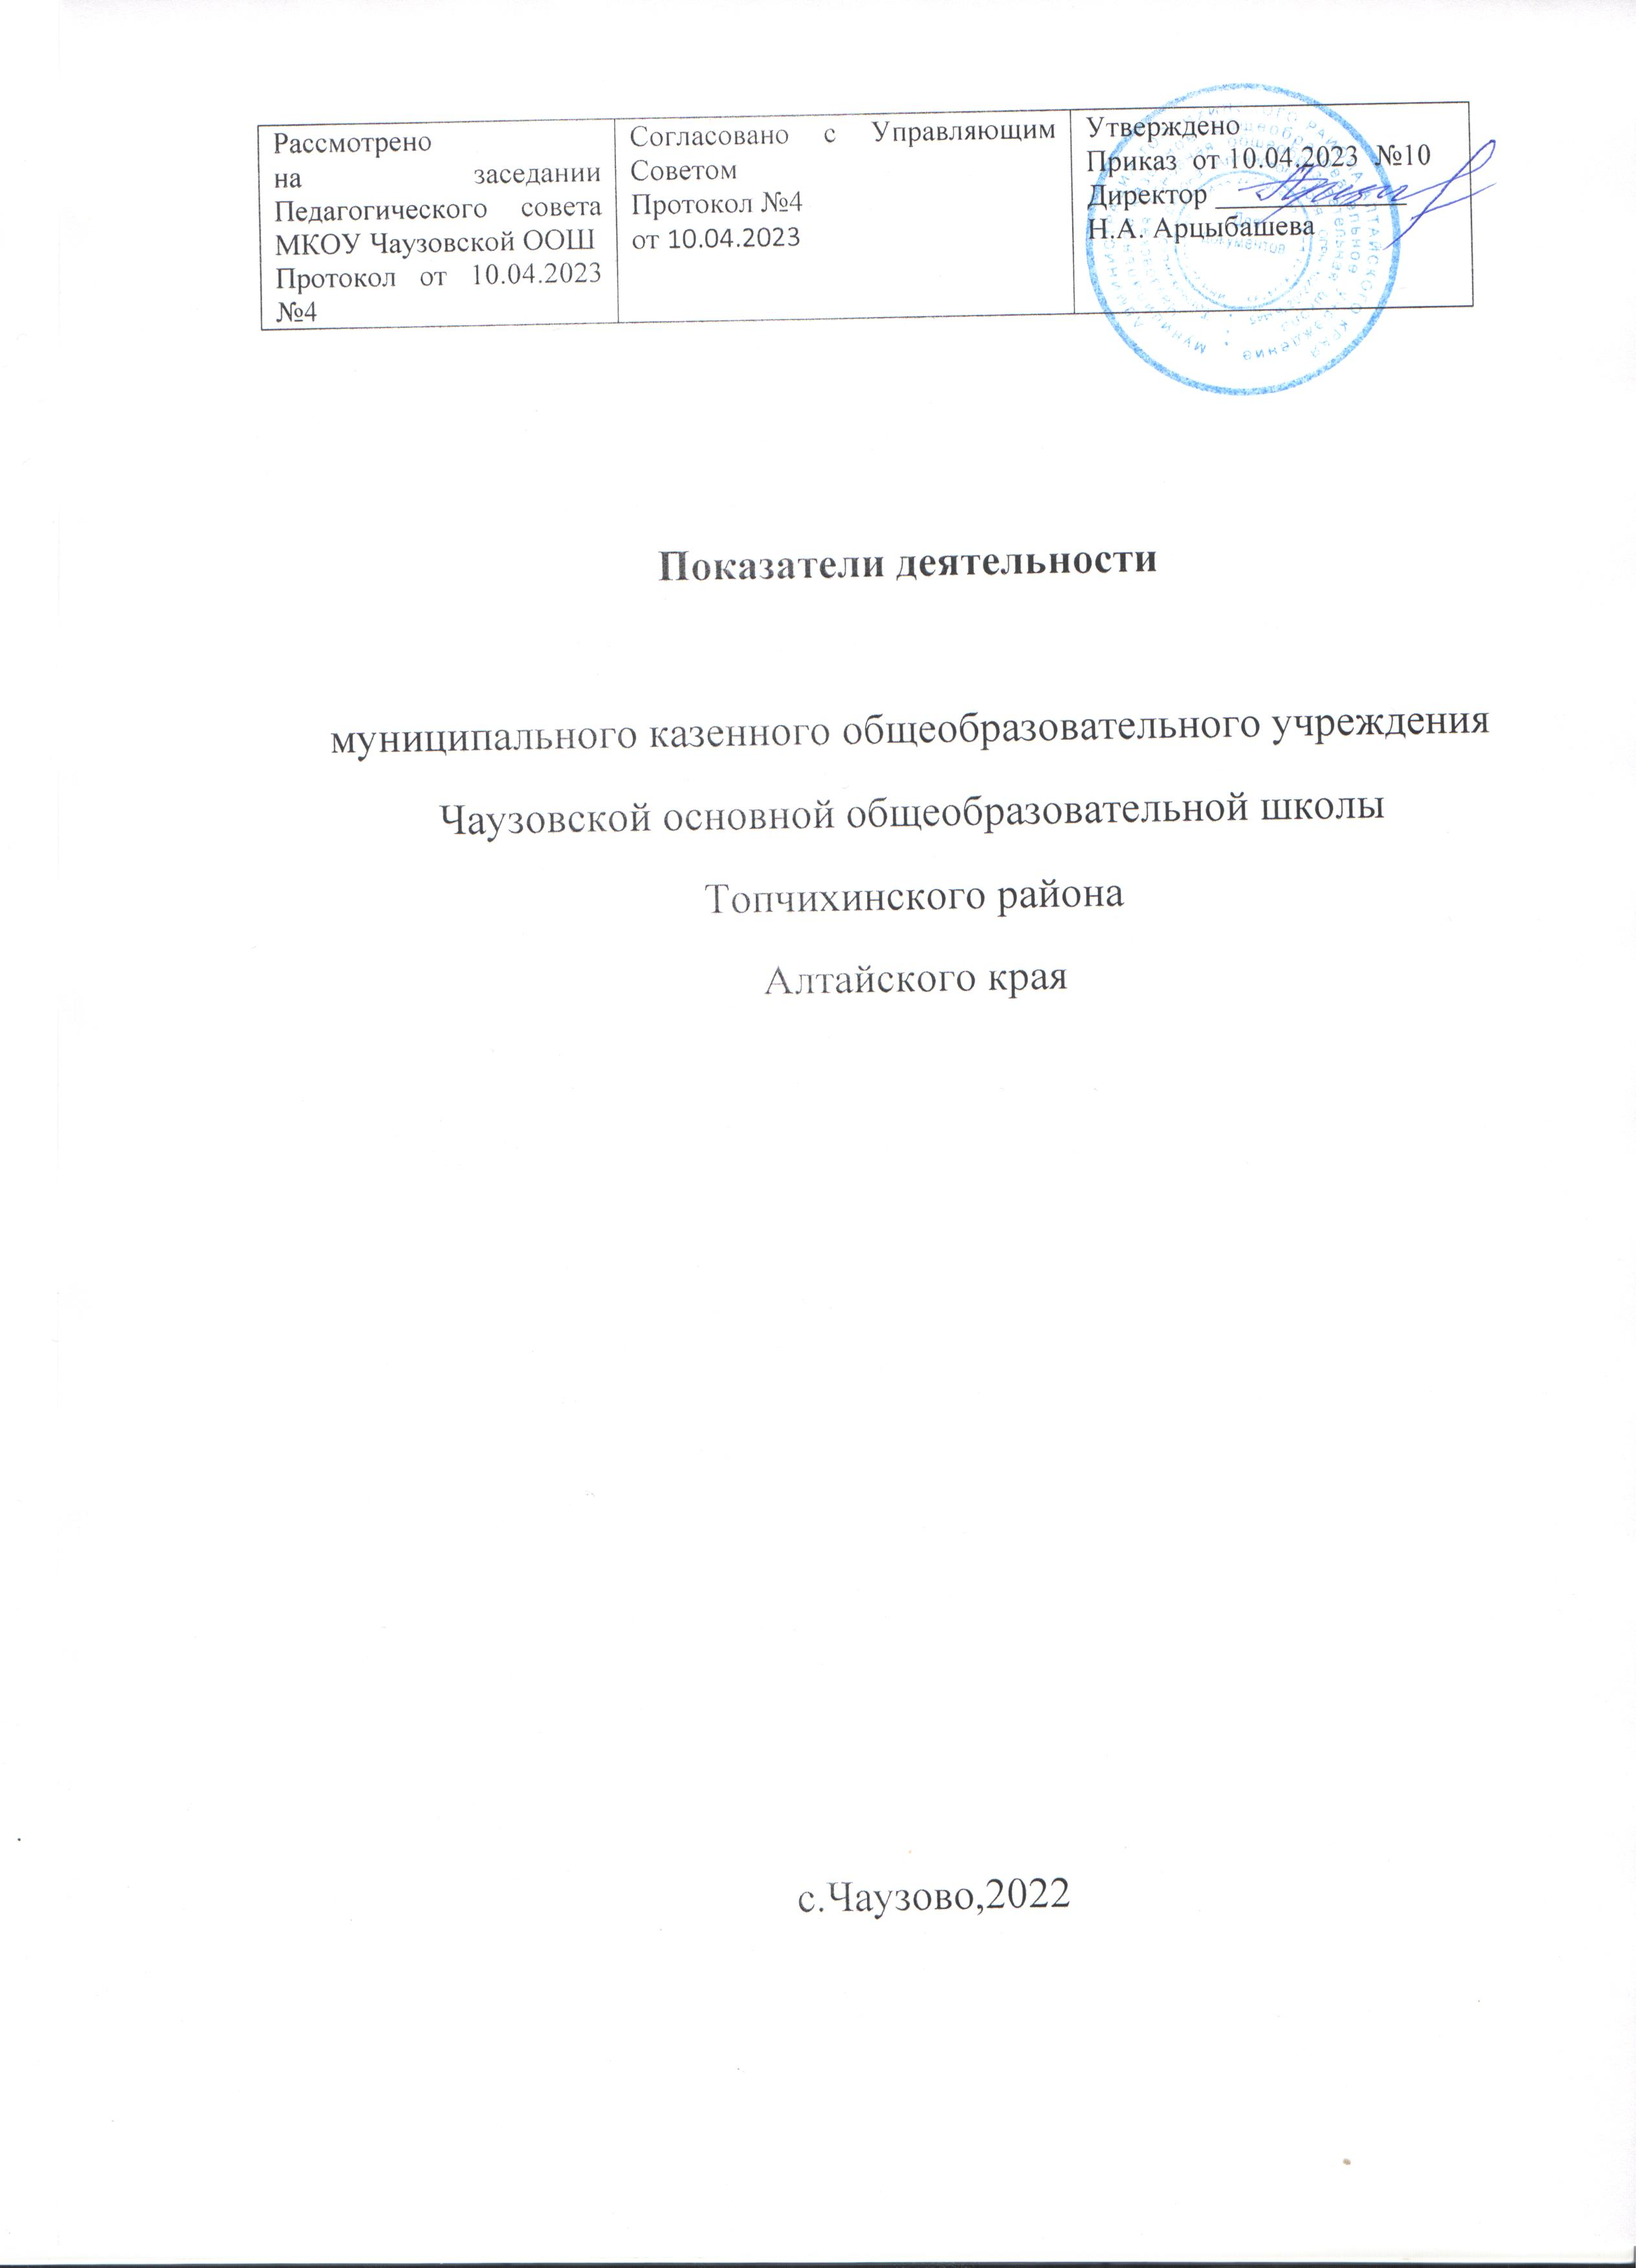 Рассмотрено
на заседании
Педагогического совета
МКОУ Чаузовской ООШ
Протокол от 10.04.2023
№4
Согласовано с Управляющим
Советом
Протокол №4
от 10.04.2023
Утверждено
Приказ от 10.04.2023 №10
Директор
Н.А. Арцыбашева
Показатели деятельности
муниципального казенного общеобразовательного учреждения
Чаузовской основной общеобразовательной школы
Топчихинского района
Алтайского края
с.Чаузово,2022